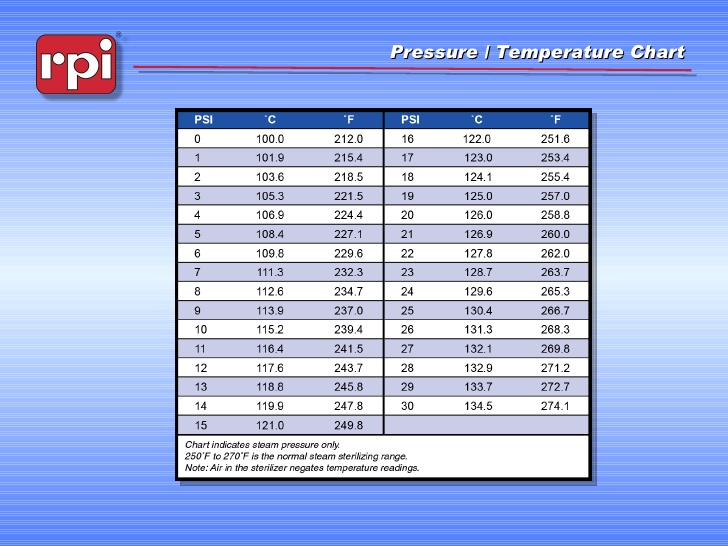 rpi®
Pressure | Temperature Chart
PSI ˚C ˚F PSI ˚C ˚F
0 100.0 212.0 16 122.0 251.6
1 101.9 215.4 17 123.0 253.4
2 103.6 218.5 18 124.1 255.4
3 105.3 221.5 19 125.0 257.0
4 106.9 224.4 20 126.0 258.8
5 108.4 227.1 21 126.9 260.0
6 109.8 229.6 22 127.8 262.0
7 111.3 232.3 23 128.7 263.7
8 112.6 234.7 24 129.6 265.3
9 113.9 237.0 25 130.4 266.7
10 115.2 239.4 26 131.3 268.3
11 116.4 241.5 27 132.1 269.8
12 117.6 243.7 28 132.9 271.2
13 118.8 245.8 29 133.7 272.7
14 119.9 247.8 30 134.5 274.1
15 121.0 249.8
Chart indicates steam pressure only.
250˚F to 270˚F is the normal steam sterilizing range.
Note: Air in the sterilizer negates temperature readings.